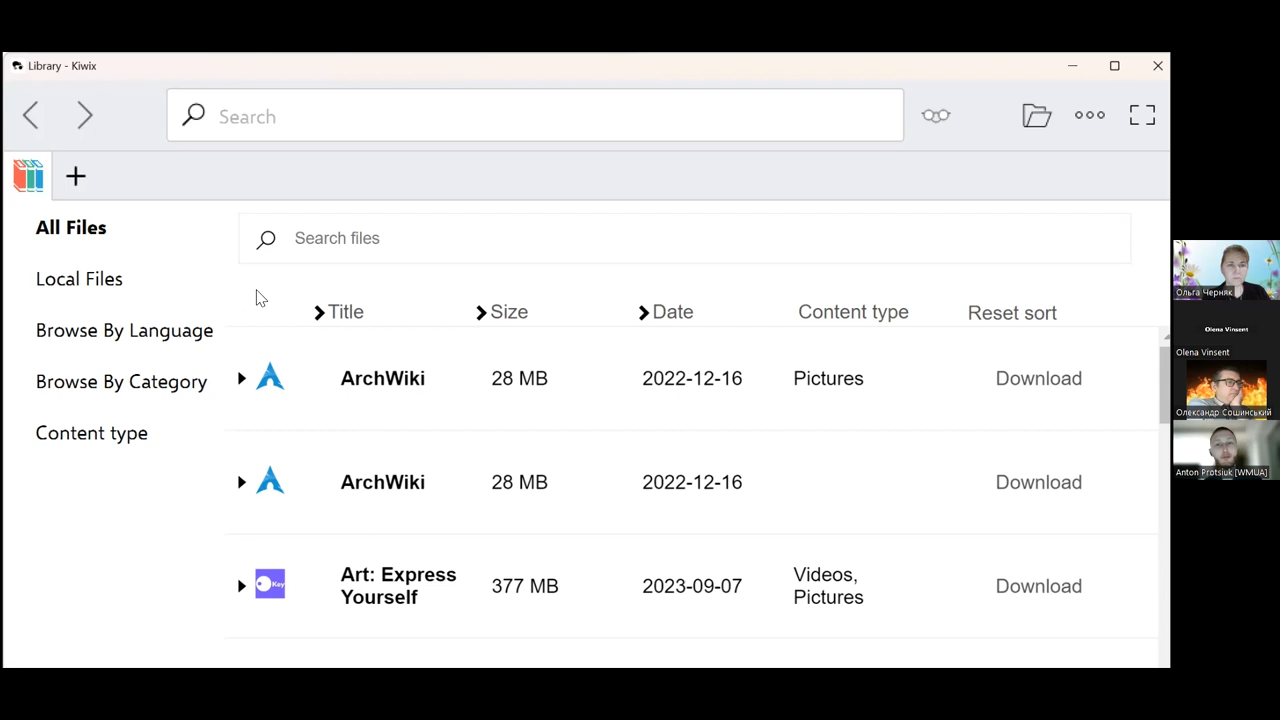 Library - Kiwix
Search
All Files
Local Files
Browse By Language
Browse By Category
Content type
Search files
Title Size Date Content type Reset sort
ArchWiki 28 MB 2022-12-16 Pictures Download
ArchWiki 28 MB 2022-12-16 Download
Key
Art: Express
Yourself
377 MB 2023-09-07
Videos,
Pictures
Download
Ольга Черняк
Olena Vinsent
Olena Vinsent
Олександр Сошинський
Anton Protsiuk [WMUA]